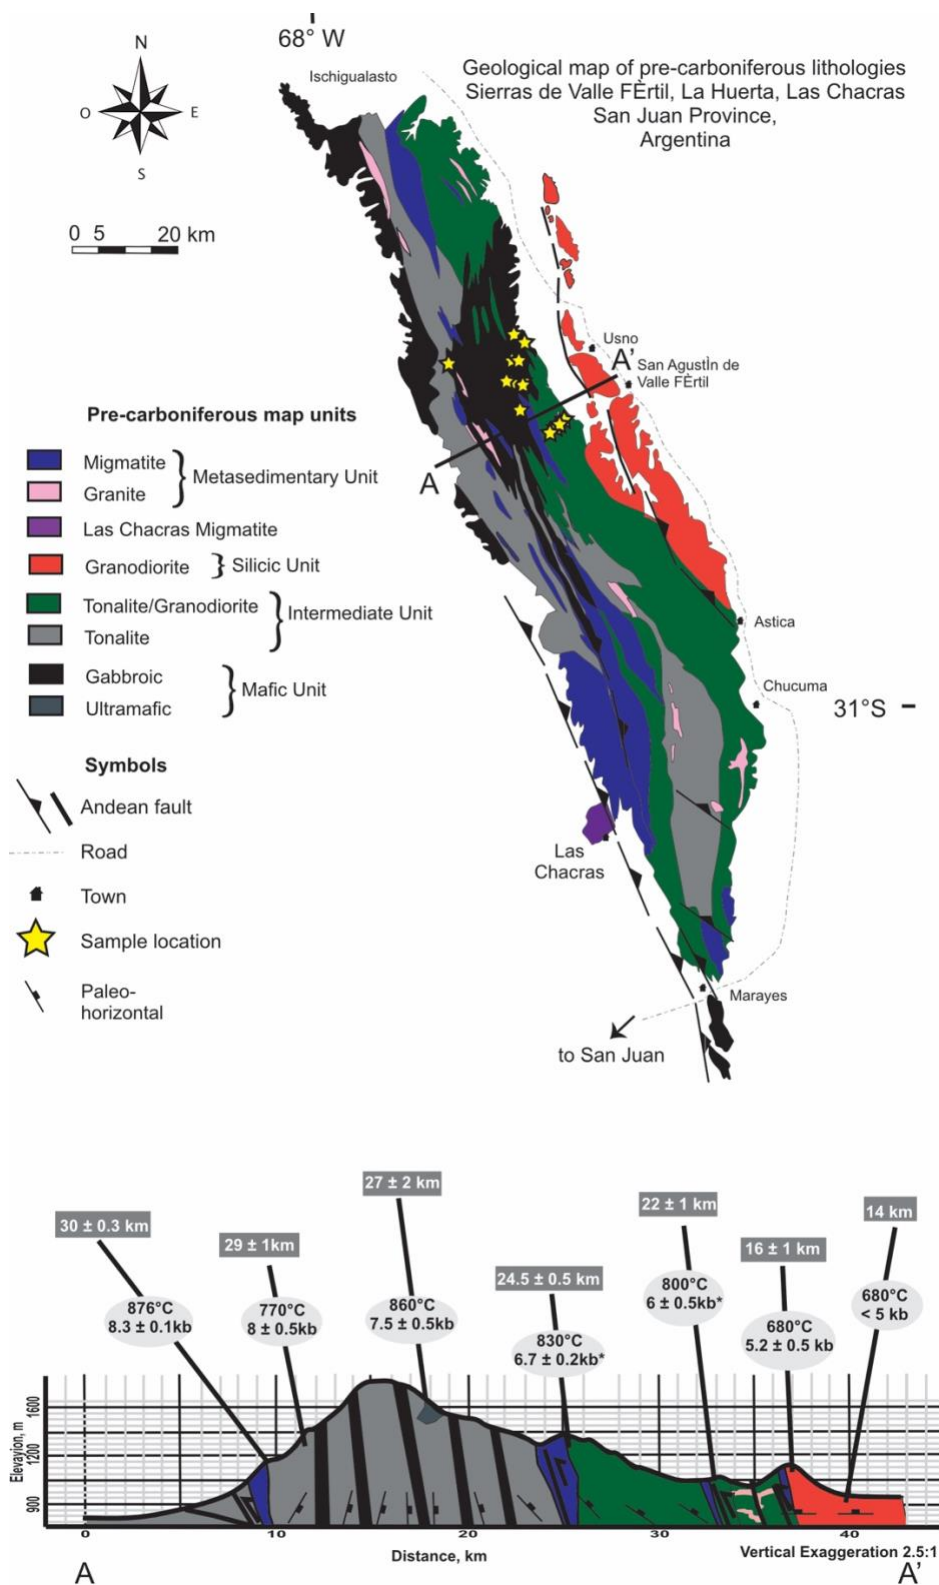 N
O
E
S
68° W
Ischigualasto
Geological map of pre-carboniferous lithologies
Sierras de Valle FÈrtil, La Huerta, Las Chacras
San Juan Province,
Argentina
0 5 20 km
Usno
A'
San AgustÌn de
Valle FÈrtil
A
Pre-carboniferous map units
Migmatite
Granite
Metasedimentary Unit
Las Chacras Migmatite
Granodiorite
Silicic Unit
Tonalite/Granodiorite
Tonalite
Intermediate Unit
Gabbroic
Ultramafic
Mafic Unit
Astica
Chucuma
31°S
Symbols
Andean fault
Road
Town
Sample location
Paleo-
horizontal
Las
Chacras
Marayes
to San Juan
30 ± 0.3 km
29 ± 1km
27 ± 2 km
24.5 ± 0.5 km
22 ± 1 km
16 ± 1 km
14 km
876°C
8.3 ± 0.1kb
770°C
8 ± 0.5kb
860°C
7.5 ± 0.5kb
830°C
6.7 ± 0.2kb*
800°C
6 ± 0.5kb*
680°C
5.2 ± 0.5 kb
680°C
< 5 kb
Elevayion, m
1600
1200
900
0 10 20 30 40
Distance, km
Vertical Exaggeration 2.5:1
A
A'